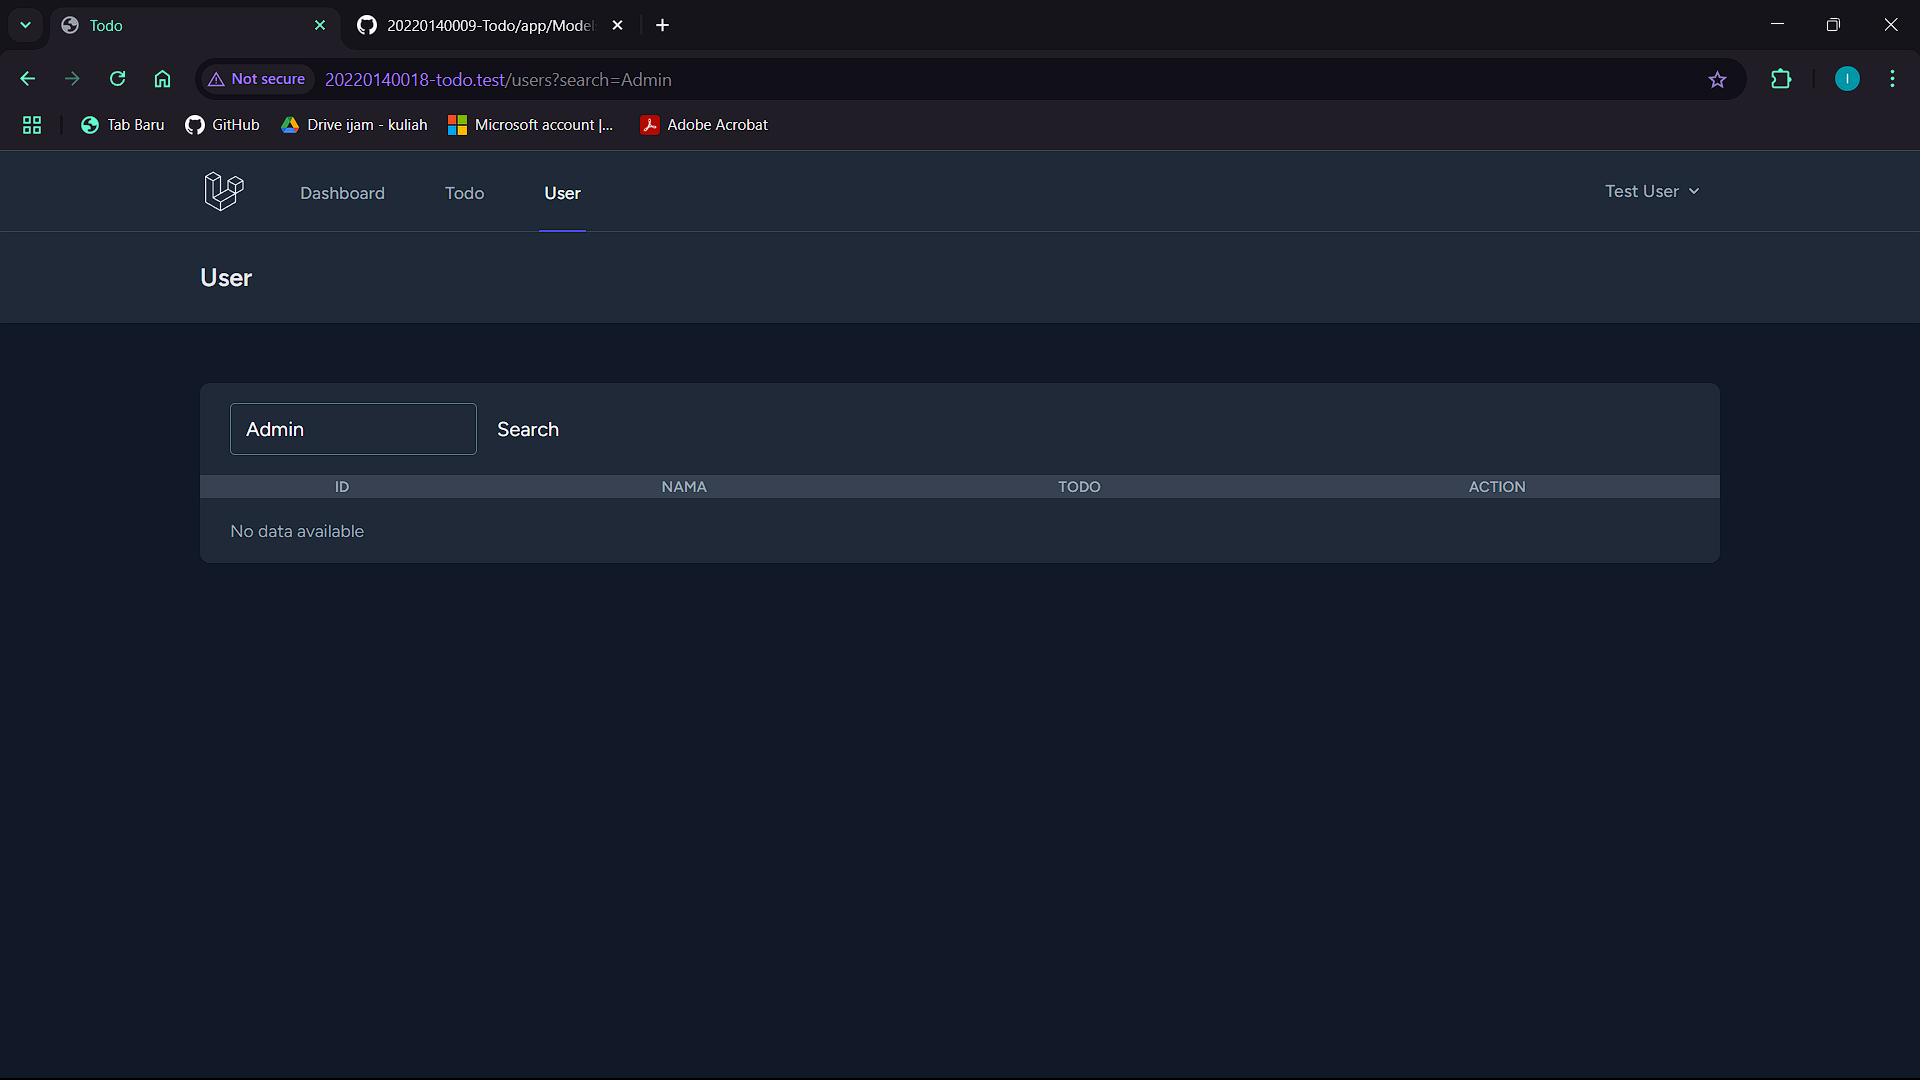 Todo
20220140009-Todo/app/Model
Not secure
20220140018-todo.test/users?search=Admin
I
Tab Baru
GitHub
Drive ijam - kuliah
Microsoft account |...
Adobe Acrobat
Dashboard
Todo
User
Test User
User
Admin
Search
ID NAMA TODO ACTION
No data available